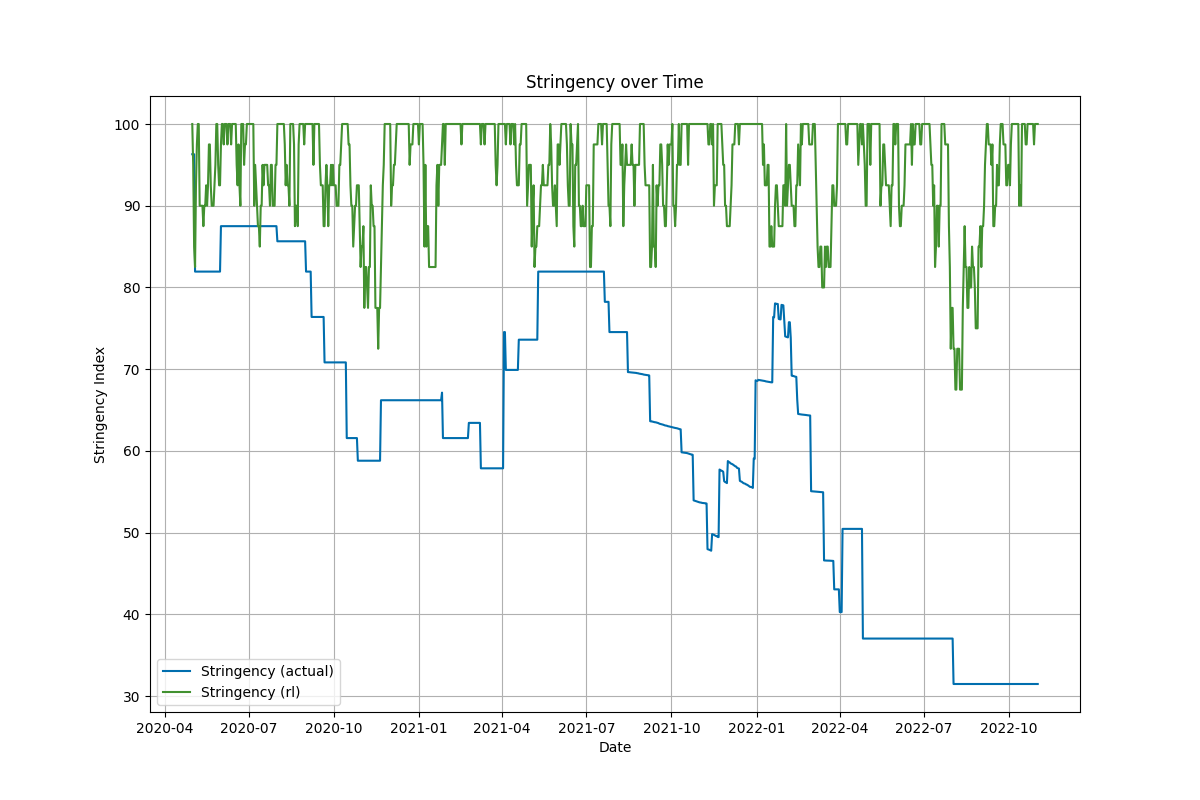 Stringency over Time
Stringency Index
100
90
80
70
60
50
40
30
Stringency (actual)
Stringency (rl)
2020-04 2020-07 2020-10 2021-01 2021-04 2021-07 2021-10 2022-01 2022-04 2022-07 2022-10
Date